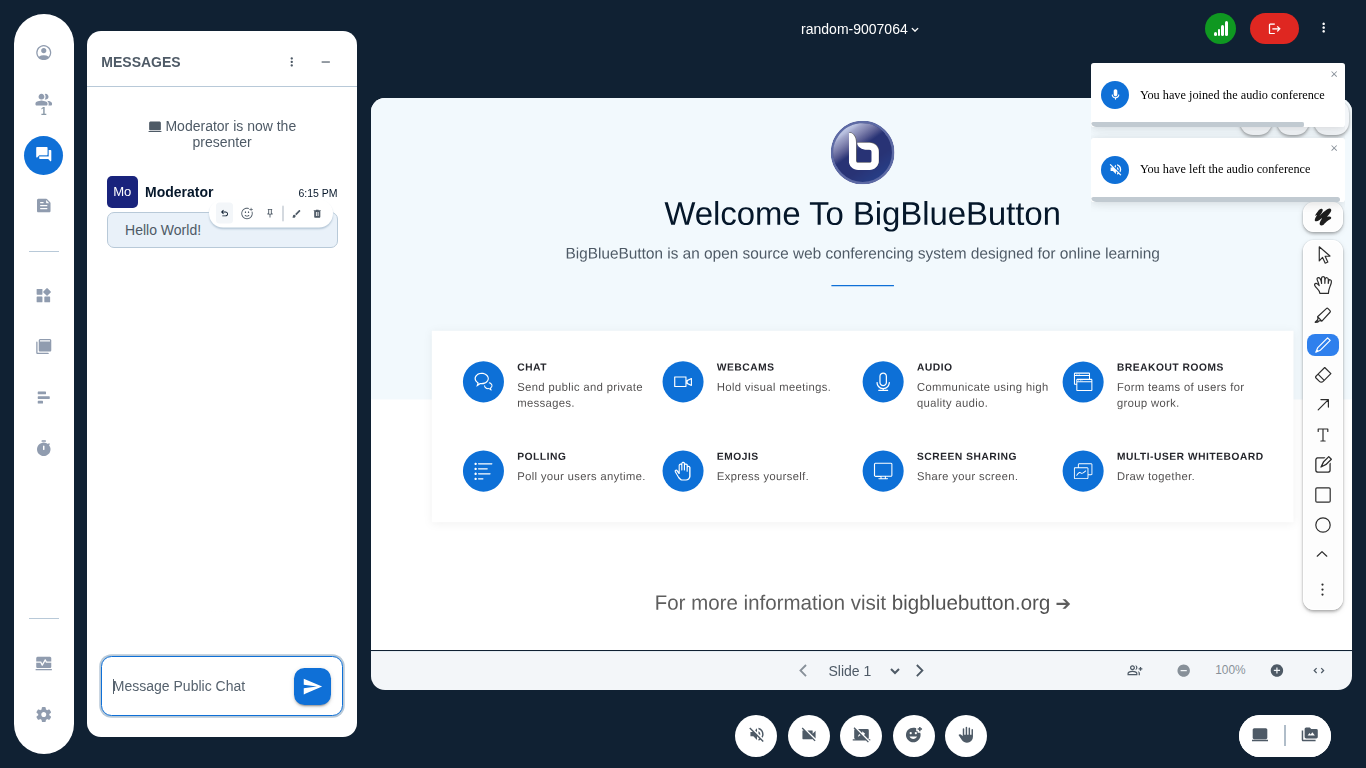 random-9007064
1
MESSAGES
Moderator is now the
presenter
Mo
Moderator
6:15 PM
Hello World!
Message Public Chat
You have joined the audio conference
You have left the audio conference
Welcome To BigBlueButton
BigBlueButton is an open source web conferencing system designed for online learning
CHAT
Send public and private
messages.
WEBCAMS
Hold visual meetings.
AUDIO
Communicate using high
quality audio.
BREAKOUT ROOMS
Form teams of users for
group work.
POLLING
Poll your users anytime.
EMOJIS
Express yourself.
SCREEN SHARING
Share your screen.
MULTI-USER WHITEBOARD
Draw together.
For more information visit bigbluebutton.org ➔
Slide 1
100%